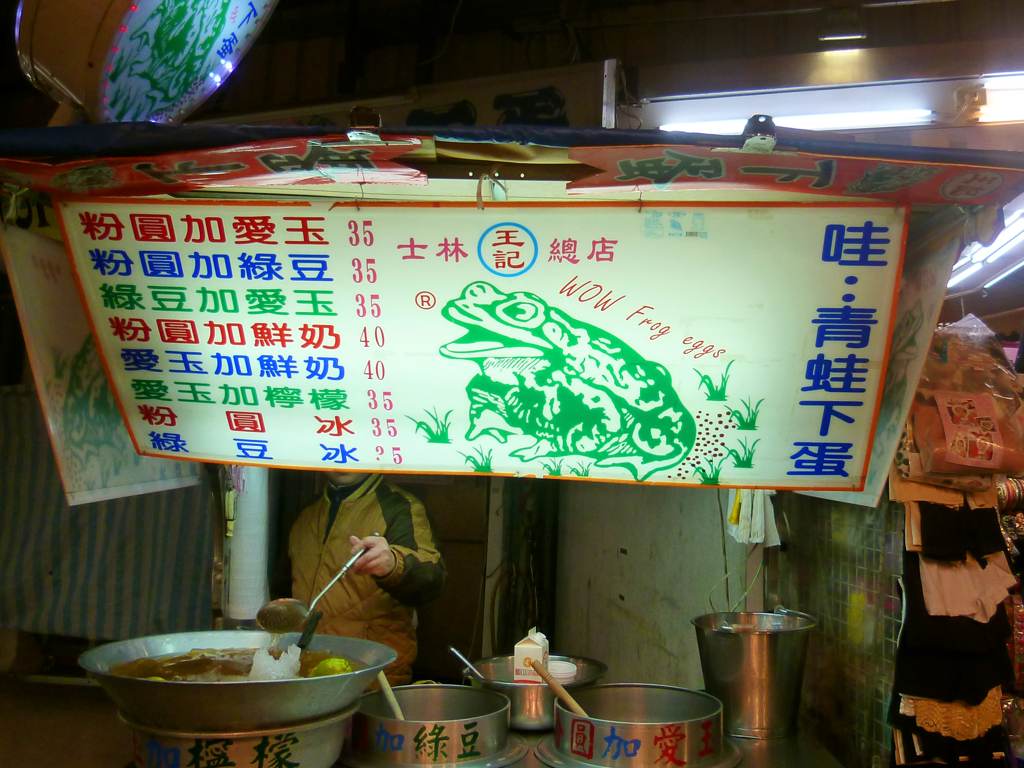 粉圓加愛玉 35
粉圓加綠豆 35
綠豆加愛玉 35
粉圓加鮮奶 40
愛玉加鮮奶 40
愛玉加檸檬 35
粉圓冰 35
綠豆冰 35
士林 王記 總店
®
WOW Frog eggs
哇:青蛙下蛋
加檸檬
加綠豆
圓加愛玉